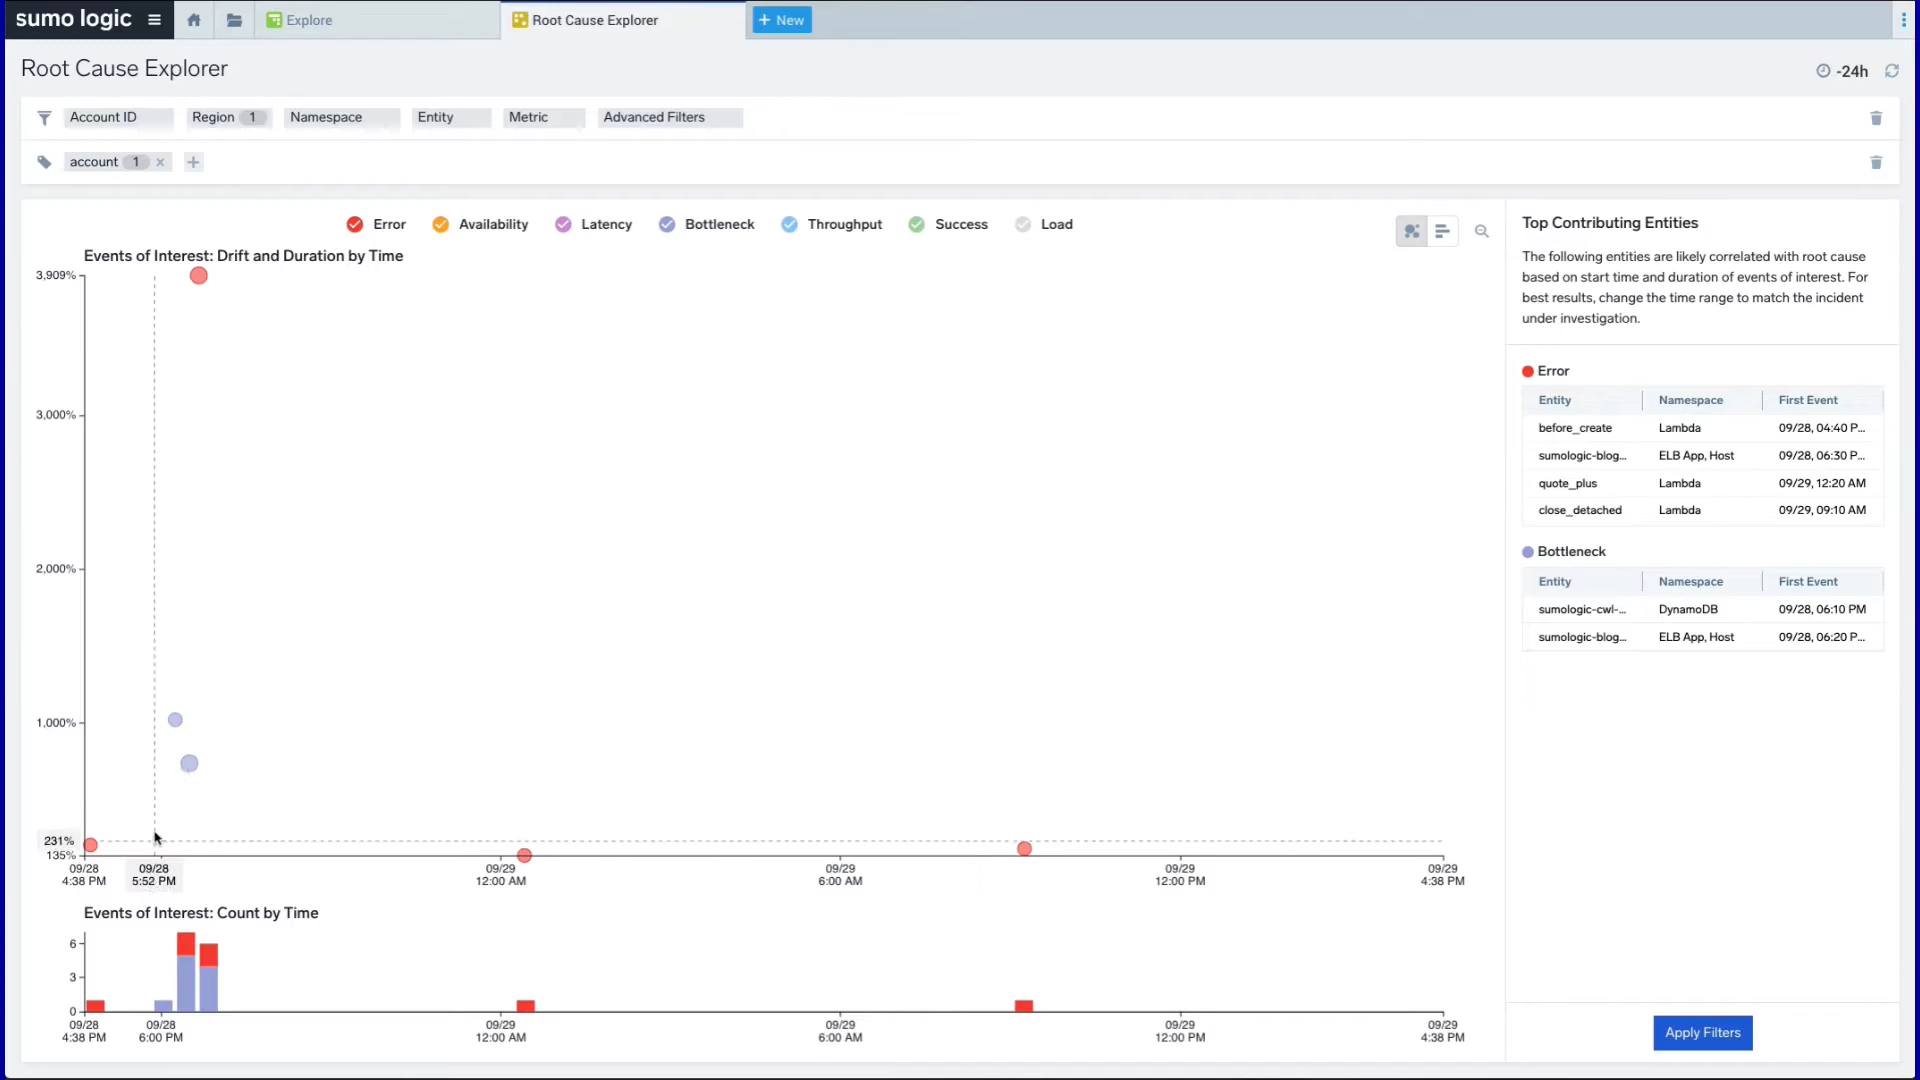 sumo logic
Explore
Root Cause Explorer
+ New
Root Cause Explorer
-24h
Account ID
Region 1
Namespace
Entity
Metric
Advanced Filters
account 1
Error
Availability
Latency
Bottleneck
Throughput
Success
Load
Events of Interest: Drift and Duration by Time
3,909%
3,000%
2,000%
1,000%
231%
135%
09/28
4:38 PM
09/28
5:52 PM
09/29
12:00 AM
09/29
6:00 AM
09/29
12:00 PM
09/29
4:38 PM
Events of Interest: Count by Time
6
3
0
09/28
4:38 PM
09/28
6:00 PM
09/29
12:00 AM
09/29
6:00 AM
09/29
12:00 PM
09/29
4:38 PM
Top Contributing Entities
The following entities are likely correlated with root cause
based on start time and duration of events of interest. For
best results, change the time range to match the incident
under investigation.
Error
Entity Namespace First Event
before_create Lambda 09/28, 04:40 P...
sumologic-blog... ELB App, Host 09/28, 06:30 P...
quote_plus Lambda 09/29, 12:20 AM
close_detached Lambda 09/29, 09:10 AM
Bottleneck
Entity Namespace First Event
sumologic-cwl-... DynamoDB 09/28, 06:10 PM
sumologic-blog... ELB App, Host 09/28, 06:20 P...
Apply Filters